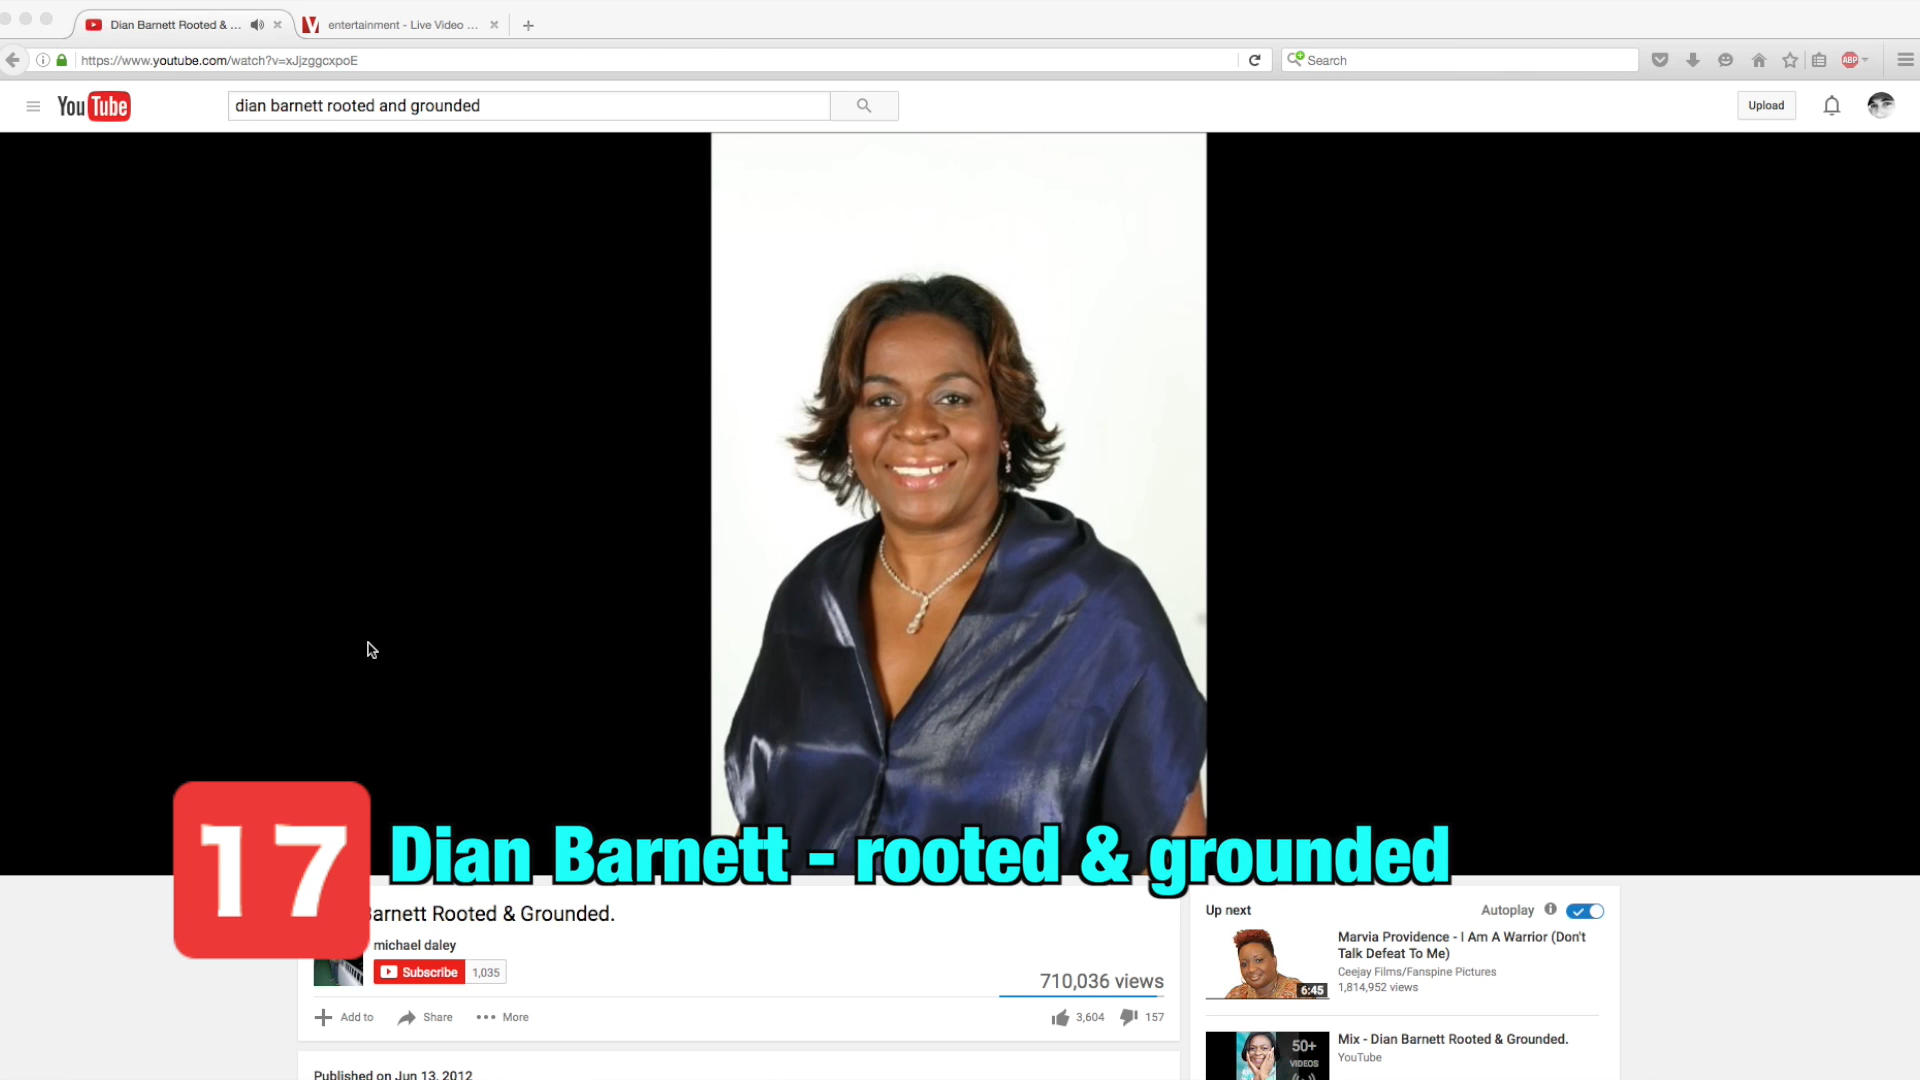 Dian Barnett Rooted & ...
entertainment - Live Video ...
https://www.youtube.com/watch?v=xJjzggcxpoE
Search
ABP
YouTube
dian barnett rooted and grounded
Upload
17
Dian Barnett - rooted & grounded
Barnett Rooted & Grounded.
michael daley
Subscribe 1,035
710,036 views
Add to Share More
3,604 157
Published on Jun 13, 2012
Up next
Autoplay
Marvia Providence - I Am A Warrior (Don't
Talk Defeat To Me)
Ceejay Films/Fanspine Pictures
1,814,952 views
6:45
Mix - Dian Barnett Rooted & Grounded.
YouTube
50+
VIDEOS